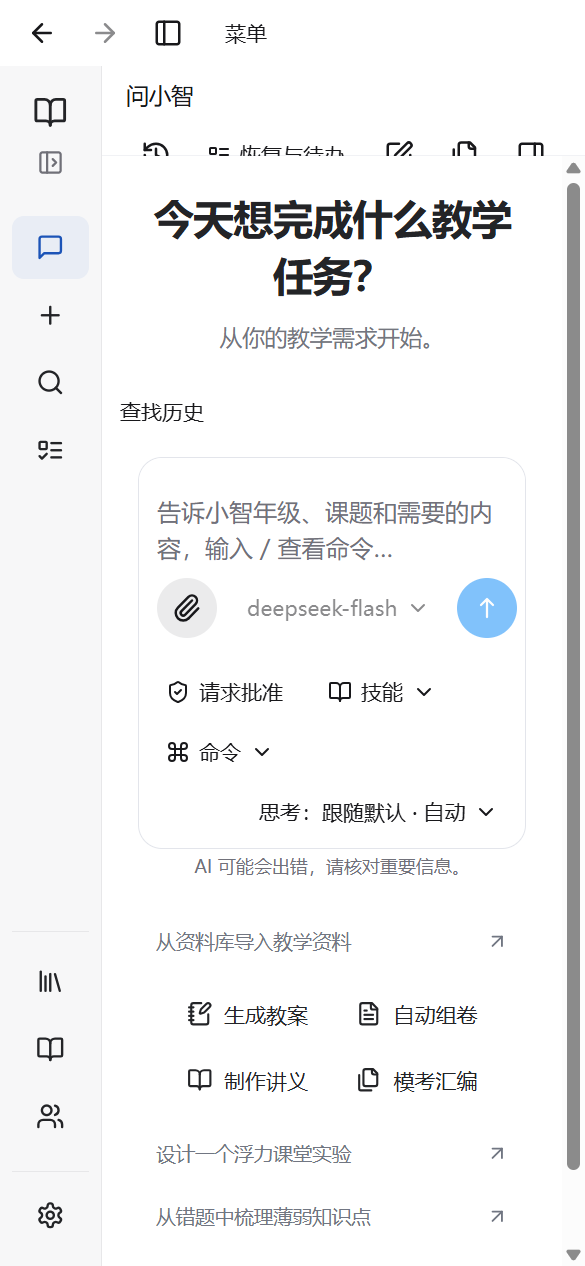 菜单
问小智
恢复与待办
今天想完成什么教学
任务?
从你的教学需求开始。
查找历史
告诉小智年级、课题和需要的内
容，输入 / 查看命令...
deepseek-flash
请求批准
技能
命令
思考：跟随默认 · 自动
AI 可能会出错，请核对重要信息。
从资料库导入教学资料
生成教案
自动组卷
制作讲义
模考汇编
设计一个浮力课堂实验
从错题中梳理薄弱知识点